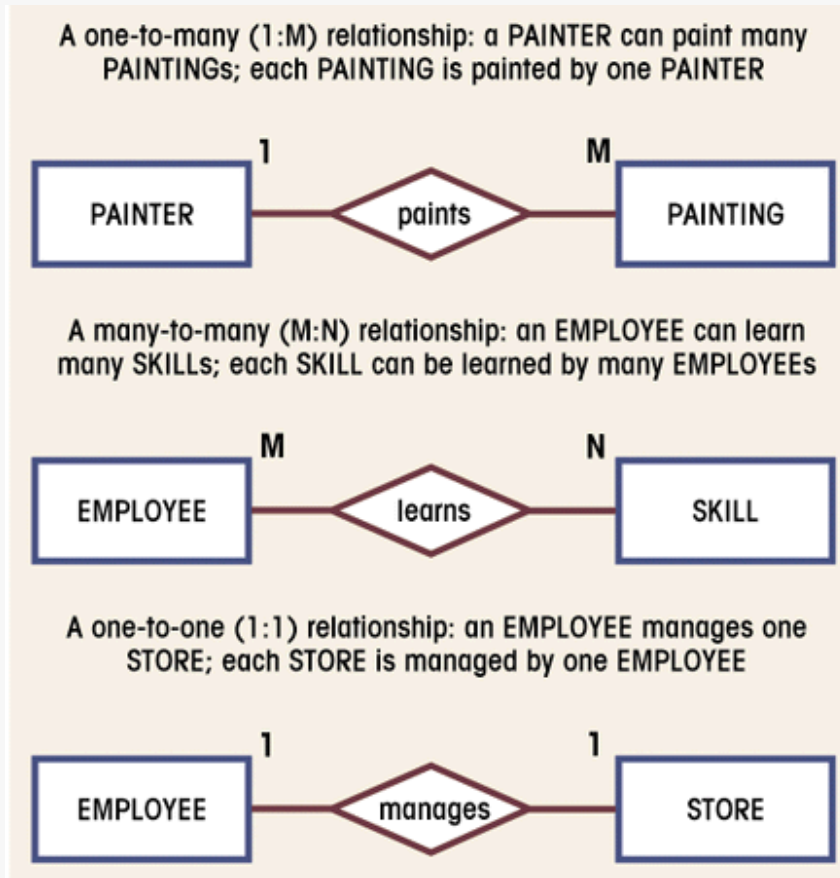 A one-to-many (1:M) relationship: a PAINTER can paint many
PAINTINGs; each PAINTING is painted by one PAINTER
1 M
PAINTER paints PAINTING
A many-to-many (M:N) relationship: an EMPLOYEE can learn
many SKILLs; each SKILL can be learned by many EMPLOYEEs
M N
EMPLOYEE learns SKILL
A one-to-one (1:1) relationship: an EMPLOYEE manages one
STORE; each STORE is managed by one EMPLOYEE
1 1
EMPLOYEE manages STORE